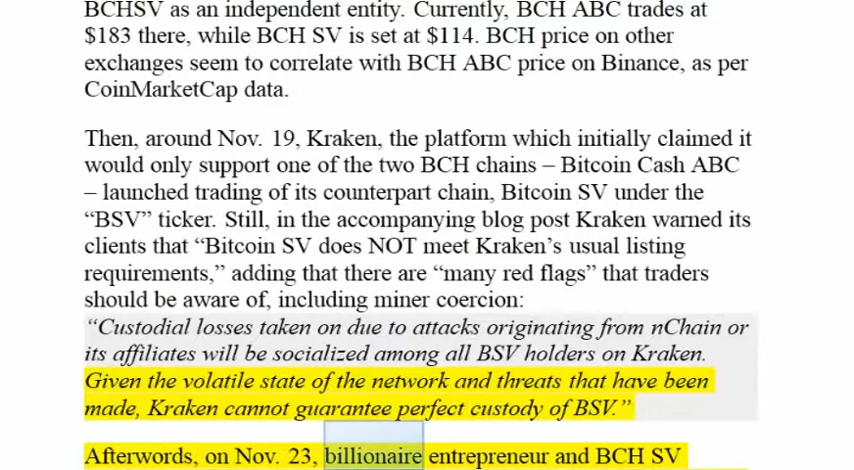 BCHSV as an independent entity. Currently, BCH ABC trades at
$183 there, while BCH SV is set at $114. BCH price on other
exchanges seem to correlate with BCH ABC price on Binance, as per
CoinMarketCap data.
Then, around Nov. 19, Kraken, the platform which initially claimed it
would only support one of the two BCH chains – Bitcoin Cash ABC
– launched trading of its counterpart chain, Bitcoin SV under the
“BSV” ticker. Still, in the accompanying blog post Kraken warned its
clients that “Bitcoin SV does NOT meet Kraken’s usual listing
requirements,” adding that there are “many red flags” that traders
should be aware of, including miner coercion:
“Custodial losses taken on due to attacks originating from nChain or
its affiliates will be socialized among all BSV holders on Kraken.
Given the volatile state of the network and threats that have been
made, Kraken cannot guarantee perfect custody of BSV.”
Afterwords, on Nov. 23, billionaire entrepreneur and BCH SV